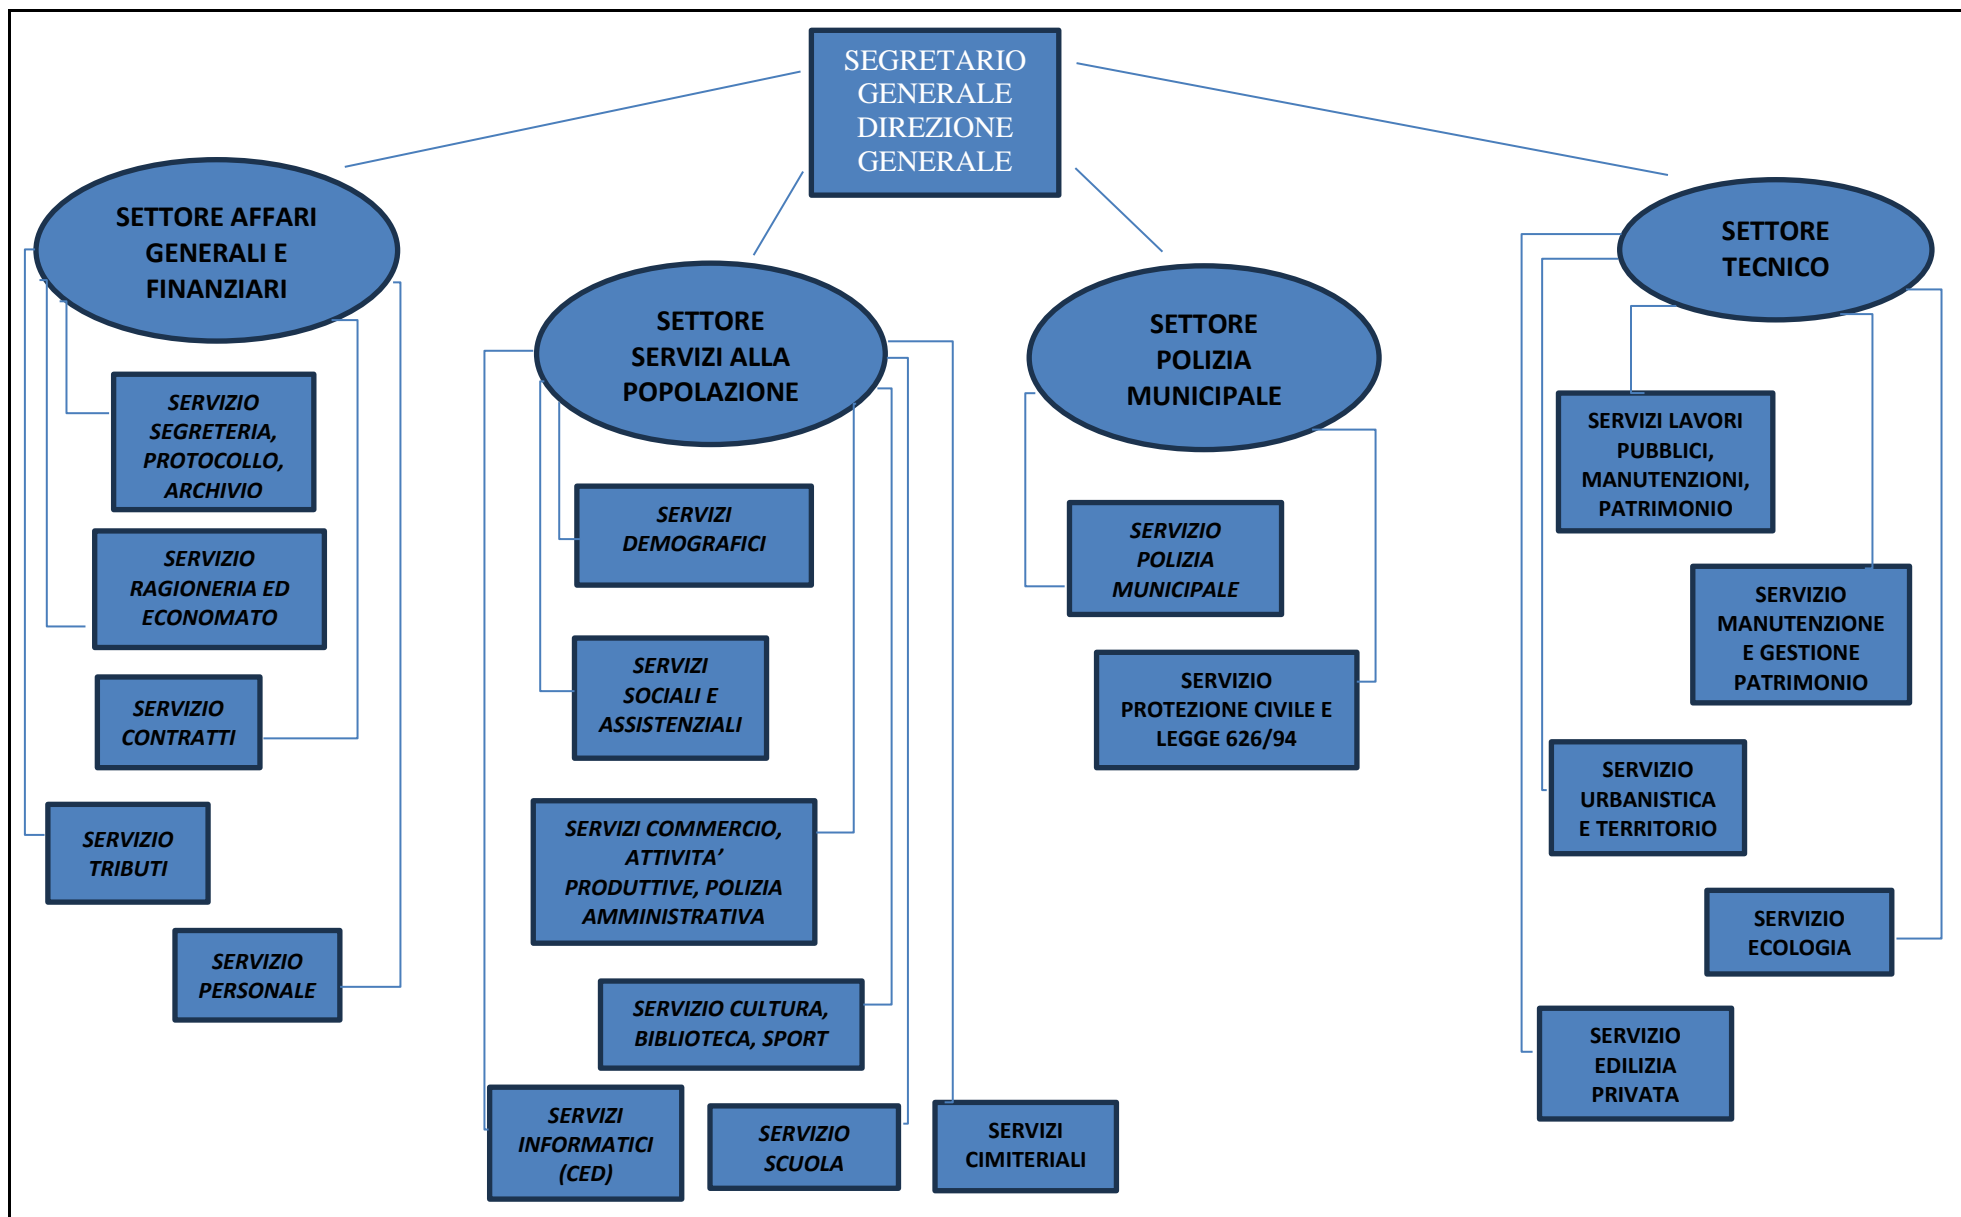 SEGRETARIO
GENERALE
DIREZIONE
GENERALE
SETTORE AFFARI
GENERALI E
FINANZIARI
SERVIZIO
SEGRETERIA,
PROTOCOLLO,
ARCHIVIO
SERVIZIO
RAGIONERIA ED
ECONOMATO
SERVIZIO
CONTRATTI
SERVIZIO
TRIBUTI
SERVIZIO
PERSONALE
SETTORE
SERVIZI ALLA
POPOLAZIONE
SERVIZI
DEMOGRAFICI
SERVIZI
SOCIALI E
ASSISTENZIALI
SERVIZI COMMERCIO,
ATTIVITA’
PRODUTTIVE, POLIZIA
AMMINISTRATIVA
SERVIZIO CULTURA,
BIBLIOTECA, SPORT
SERVIZI
INFORMATICI
(CED)
SERVIZIO
SCUOLA
SERVIZI
CIMITERIALI
SETTORE
POLIZIA
MUNICIPALE
SERVIZIO
POLIZIA
MUNICIPALE
SERVIZIO
PROTEZIONE CIVILE E
LEGGE 626/94
SETTORE
TECNICO
SERVIZI LAVORI
PUBBLICI,
MANUTENZIONI,
PATRIMONIO
SERVIZIO
MANUTENZIONE
E GESTIONE
PATRIMONIO
SERVIZIO
URBANISTICA
E TERRITORIO
SERVIZIO
ECOLOGIA
SERVIZIO
EDILIZIA
PRIVATA